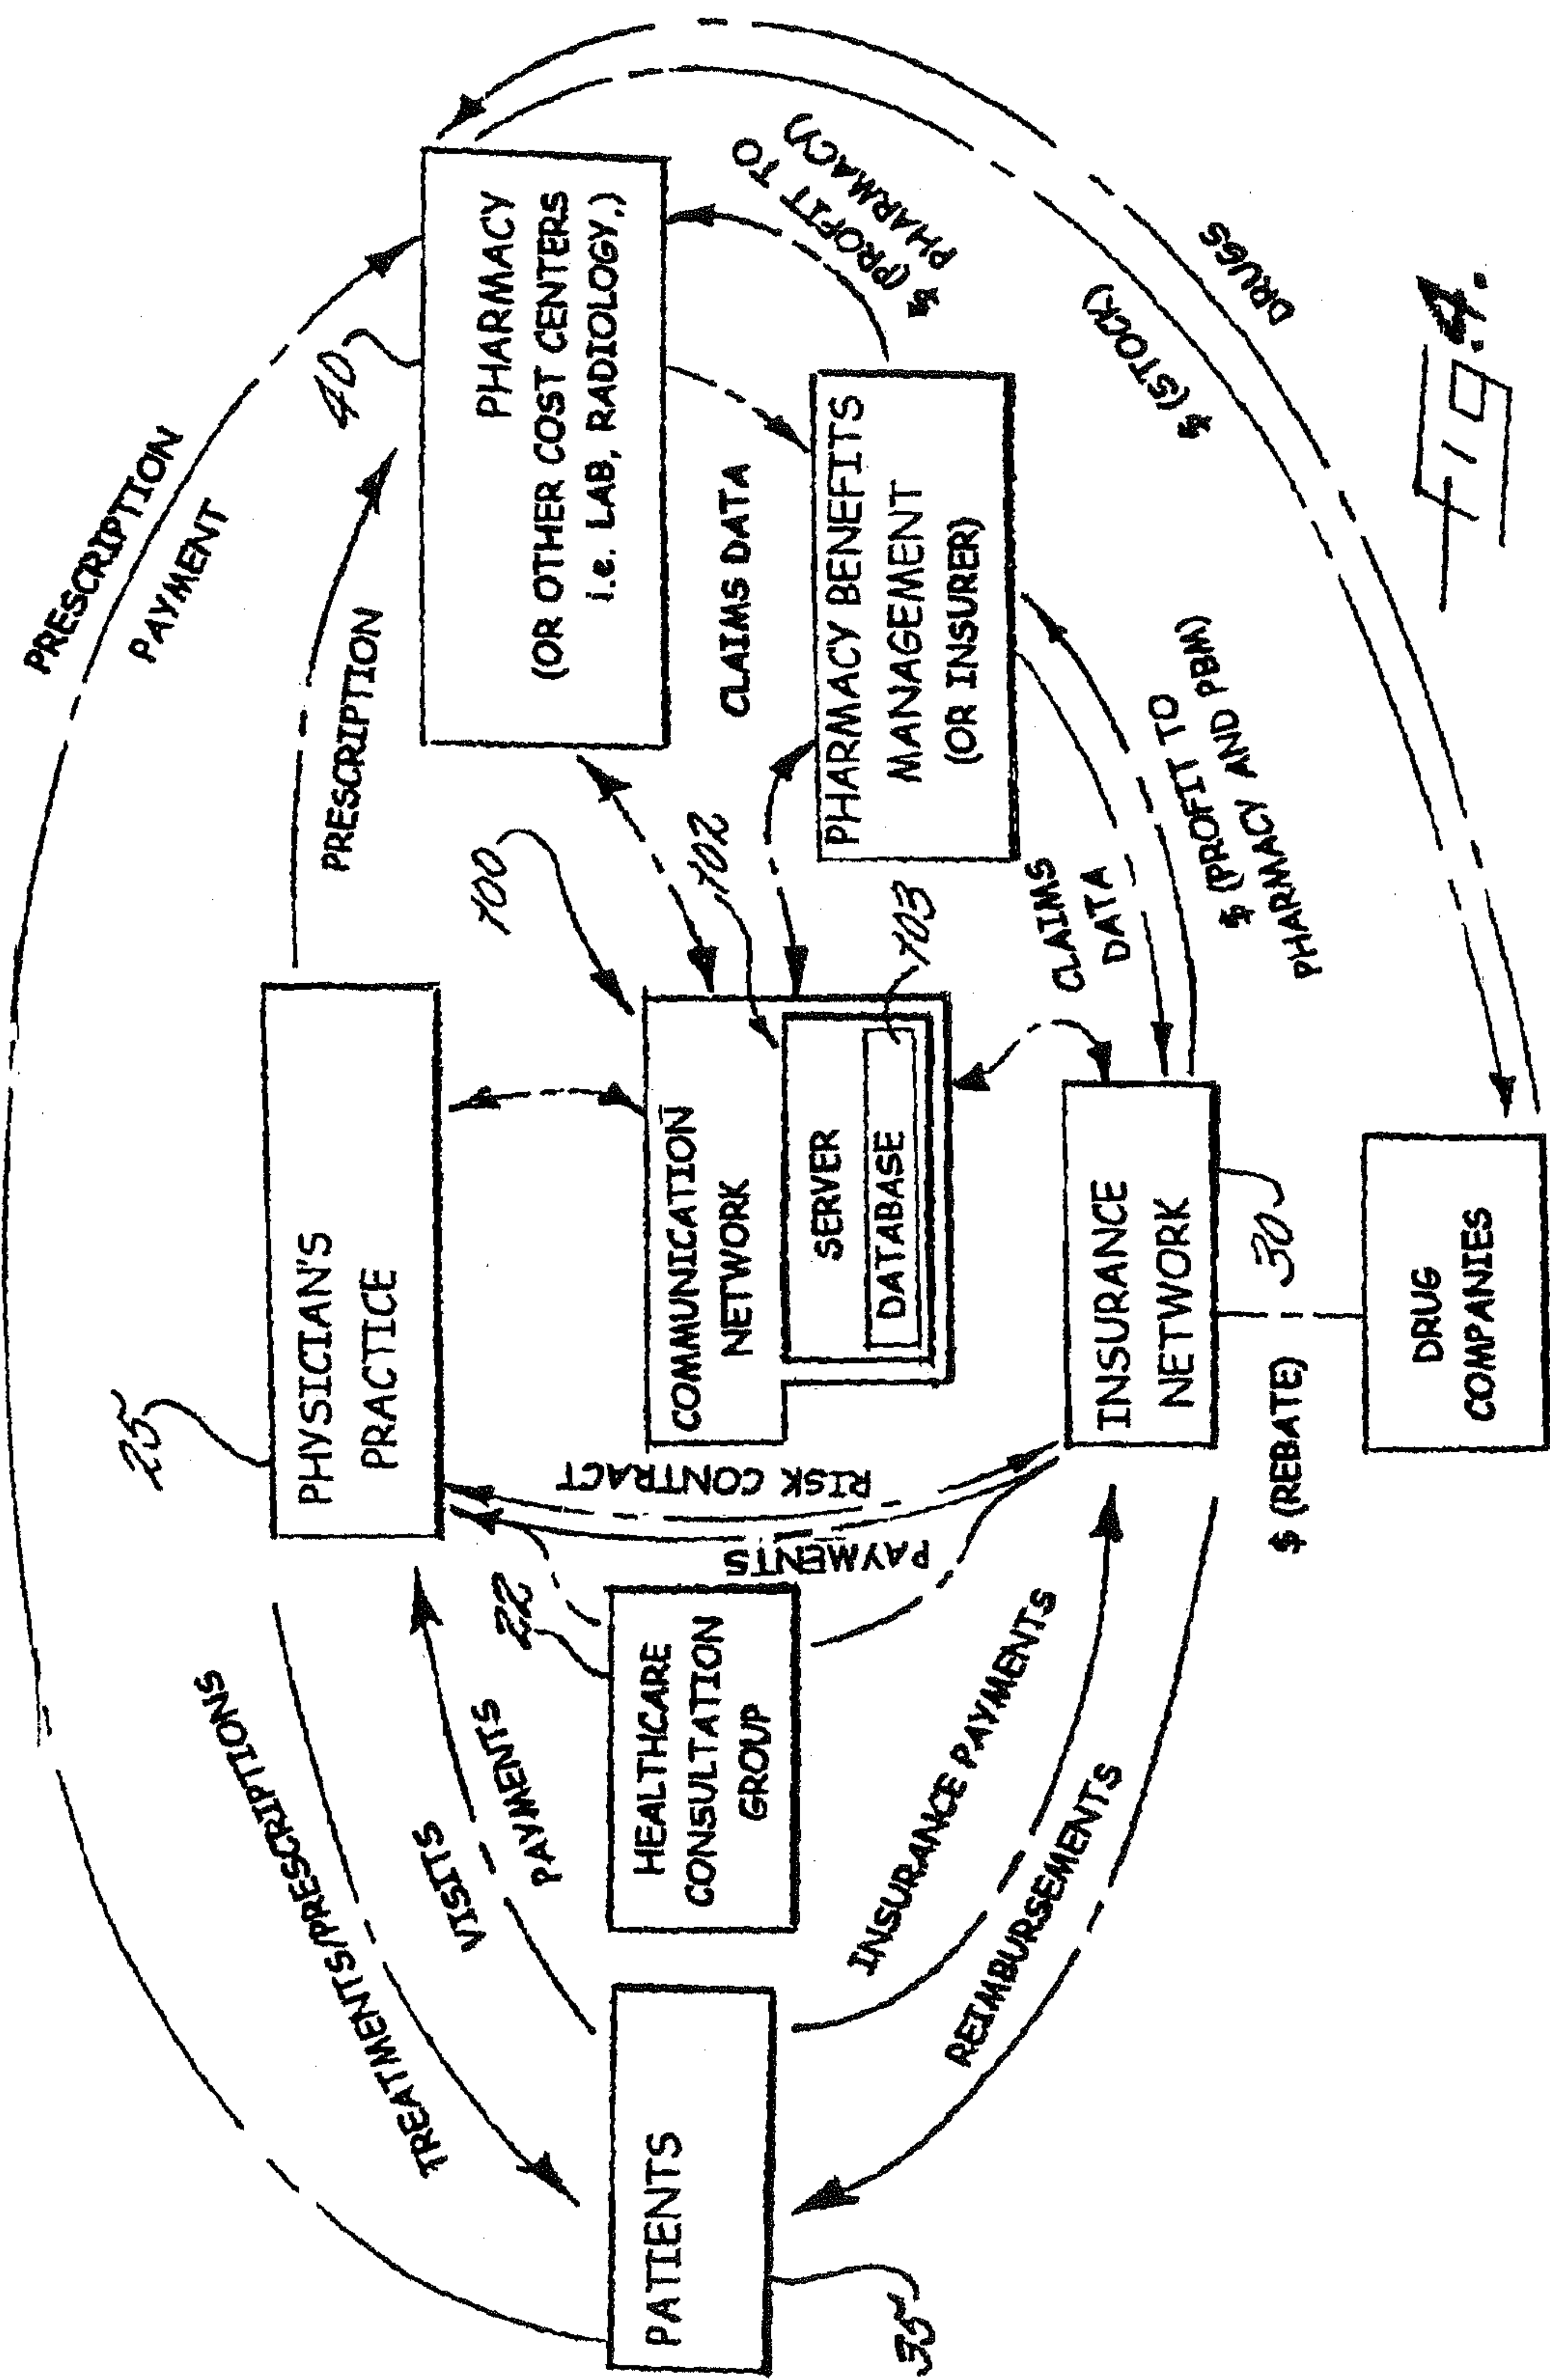 PRESCRIPTION
PAYMENT
25
PHYSICIAN'S
PRACTICE
PRESCRIPTION
40
PHARMACY
(OR OTHER COST CENTERS
i.e. LAB, RADIOLOGY,)
TREATMENTS/PRESCRIPTIONS
VISITS
PAYMENTS
22
HEALTHCARE
CONSULTATION
GROUP
PATIENTS
35
RISK CONTRACT
PAYMENTS
100
102
COMMUNICATION
NETWORK
SERVER
DATABASE
103
CLAIMS DATA
PHARMACY BENEFITS
MANAGEMENT
(OR INSURER)
$ (PROFIT TO
PHARMACY)
INSURANCE PAYMENTS
REIMBURSEMENTS
INSURANCE
NETWORK
30
CLAIMS
DATA
$ (PROFIT TO
PHARMACY AND PBM)
$ (STOCK)
DRUGS
$ (REBATE)
DRUG
COMPANIES
Fig. 4.